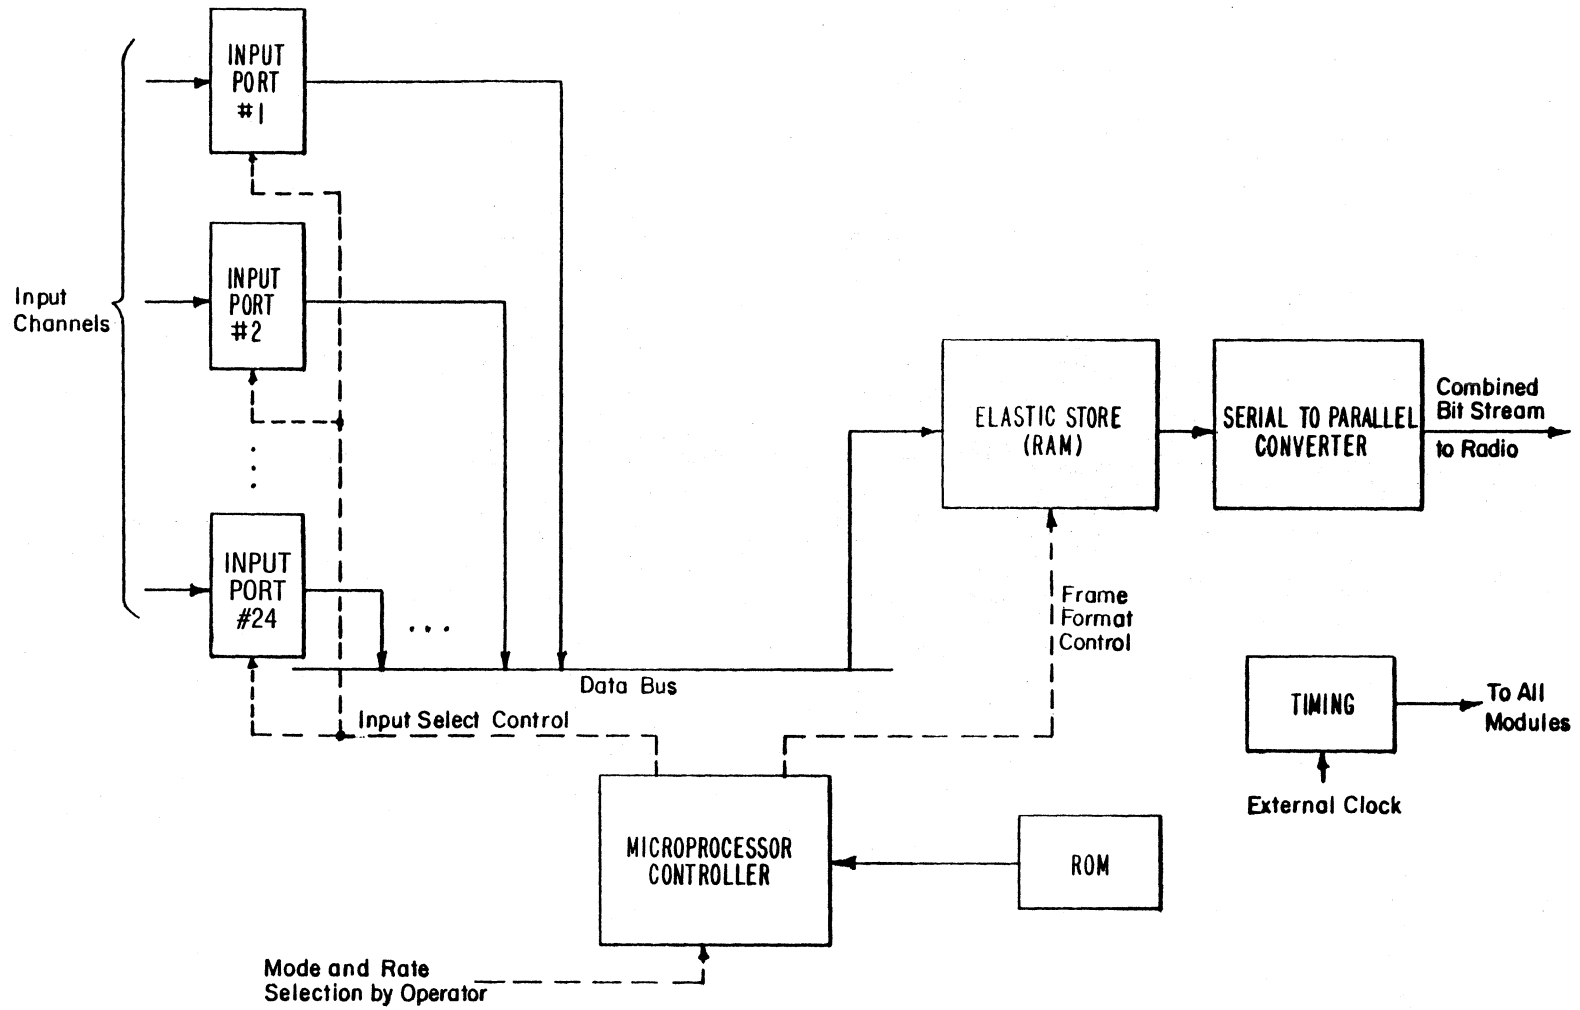 INPUT
PORT
#1
INPUT
PORT
#2
Input
Channels
INPUT
PORT
#24
ELASTIC STORE
(RAM)
SERIAL TO PARALLEL
CONVERTER
Combined
Bit Stream
to Radio
Frame
Format
Control
Data Bus
Input Select Control
TIMING
To All
Modules
External Clock
MICROPROCESSOR
CONTROLLER
ROM
Mode and Rate
Selection by Operator